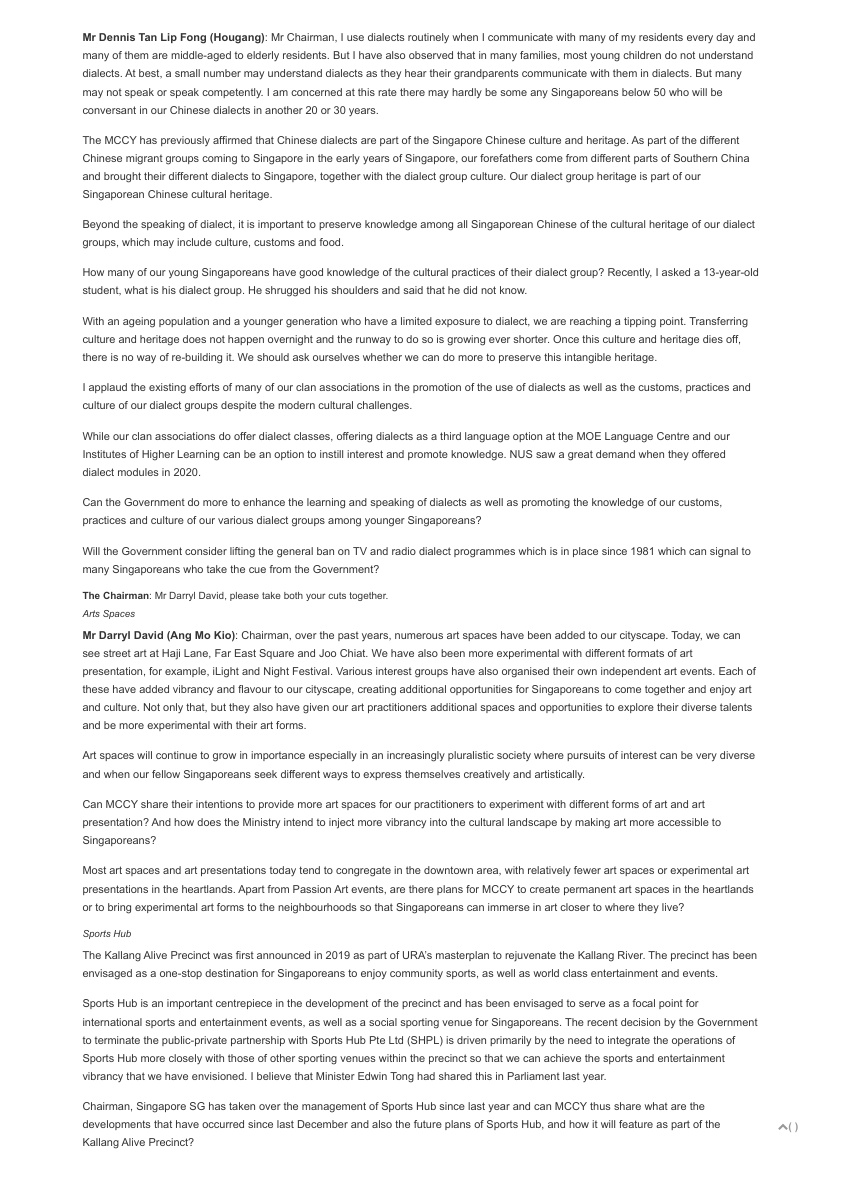 Mr Dennis Tan Lip Fong (Hougang): Mr Chairman, I use dialects routinely when I communicate with many of my residents every day and
many of them are middle-aged to elderly residents. But I have also observed that in many families, most young children do not understand
dialects. At best, a small number may understand dialects as they hear their grandparents communicate with them in dialects. But many
may not speak or speak competently. I am concerned at this rate there may hardly be some any Singaporeans below 50 who will be
conversant in our Chinese dialects in another 20 or 30 years.
The MCCY has previously affirmed that Chinese dialects are part of the Singapore Chinese culture and heritage. As part of the different
Chinese migrant groups coming to Singapore in the early years of Singapore, our forefathers come from different parts of Southern China
and brought their different dialects to Singapore, together with the dialect group culture. Our dialect group heritage is part of our
Singaporean Chinese cultural heritage.
Beyond the speaking of dialect, it is important to preserve knowledge among all Singaporean Chinese of the cultural heritage of our dialect
groups, which may include culture, customs and food.
How many of our young Singaporeans have good knowledge of the cultural practices of their dialect group? Recently, I asked a 13-year-old
student, what is his dialect group. He shrugged his shoulders and said that he did not know.
With an ageing population and a younger generation who have a limited exposure to dialect, we are reaching a tipping point. Transferring
culture and heritage does not happen overnight and the runway to do so is growing ever shorter. Once this culture and heritage dies off,
there is no way of re-building it. We should ask ourselves whether we can do more to preserve this intangible heritage.
I applaud the existing efforts of many of our clan associations in the promotion of the use of dialects as well as the customs, practices and
culture of our dialect groups despite the modern cultural challenges.
While our clan associations do offer dialect classes, offering dialects as a third language option at the MOE Language Centre and our
Institutes of Higher Learning can be an option to instill interest and promote knowledge. NUS saw a great demand when they offered
dialect modules in 2020.
Can the Government do more to enhance the learning and speaking of dialects as well as promoting the knowledge of our customs,
practices and culture of our various dialect groups among younger Singaporeans?
Will the Government consider lifting the general ban on TV and radio dialect programmes which is in place since 1981 which can signal to
many Singaporeans who take the cue from the Government?
The Chairman: Mr Darryl David, please take both your cuts together.
Arts Spaces
Mr Darryl David (Ang Mo Kio): Chairman, over the past years, numerous art spaces have been added to our cityscape. Today, we can
see street art at Haji Lane, Far East Square and Joo Chiat. We have also been more experimental with different formats of art
presentation, for example, iLight and Night Festival. Various interest groups have also organised their own independent art events. Each of
these have added vibrancy and flavour to our cityscape, creating additional opportunities for Singaporeans to come together and enjoy art
and culture. Not only that, but they also have given our art practitioners additional spaces and opportunities to explore their diverse talents
and be more experimental with their art forms.
Art spaces will continue to grow in importance especially in an increasingly pluralistic society where pursuits of interest can be very diverse
and when our fellow Singaporeans seek different ways to express themselves creatively and artistically.
Can MCCY share their intentions to provide more art spaces for our practitioners to experiment with different forms of art and art
presentation? And how does the Ministry intend to inject more vibrancy into the cultural landscape by making art more accessible to
Singaporeans?
Most art spaces and art presentations today tend to congregate in the downtown area, with relatively fewer art spaces or experimental art
presentations in the heartlands. Apart from Passion Art events, are there plans for MCCY to create permanent art spaces in the heartlands
or to bring experimental art forms to the neighbourhoods so that Singaporeans can immerse in art closer to where they live?
Sports Hub
The Kallang Alive Precinct was first announced in 2019 as part of URA's masterplan to rejuvenate the Kallang River. The precinct has been
envisaged as a one-stop destination for Singaporeans to enjoy community sports, as well as world class entertainment and events.
Sports Hub is an important centrepiece in the development of the precinct and has been envisaged to serve as a focal point for
international sports and entertainment events, as well as a social sporting venue for Singaporeans. The recent decision by the Government
to terminate the public-private partnership with Sports Hub Pte Ltd (SHPL) is driven primarily by the need to integrate the operations of
Sports Hub more closely with those of other sporting venues within the precinct so that we can achieve the sports and entertainment
vibrancy that we have envisioned. I believe that Minister Edwin Tong had shared this in Parliament last year.
Chairman, Singapore SG has taken over the management of Sports Hub since last year and can MCCY thus share what are the
developments that have occurred since last December and also the future plans of Sports Hub, and how it will feature as part of the
Kallang Alive Precinct?
( )